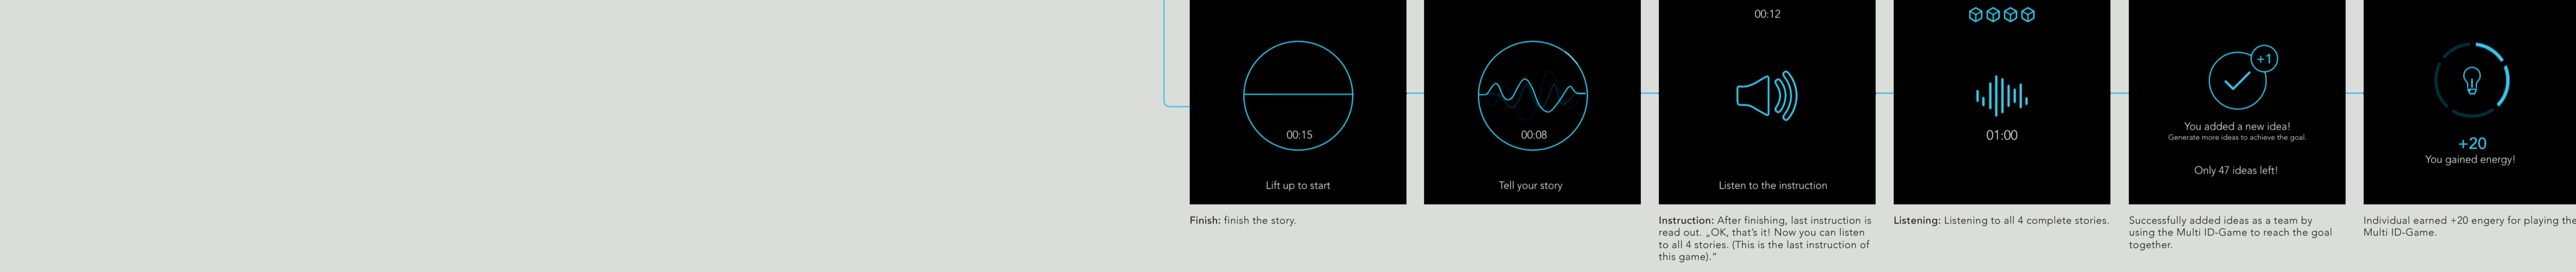 00:15
Lift up to start
Finish: finish the story.
00:08
Tell your story
00:12
Listen to the instruction
Instruction: After finishing, last instruction is
read out. „OK, that's it! Now you can listen
to all 4 stories. (This is the last instruction of
this game)."
01:00
Listening: Listening to all 4 complete stories.
+1
You added a new idea!
Generate more ideas to achieve the goal.
Only 47 ideas left!
Successfully added ideas as a team by
using the Multi ID-Game to reach the goal
together.
+20
You gained energy!
Individual earned +20 engery for playing the
Multi ID-Game.